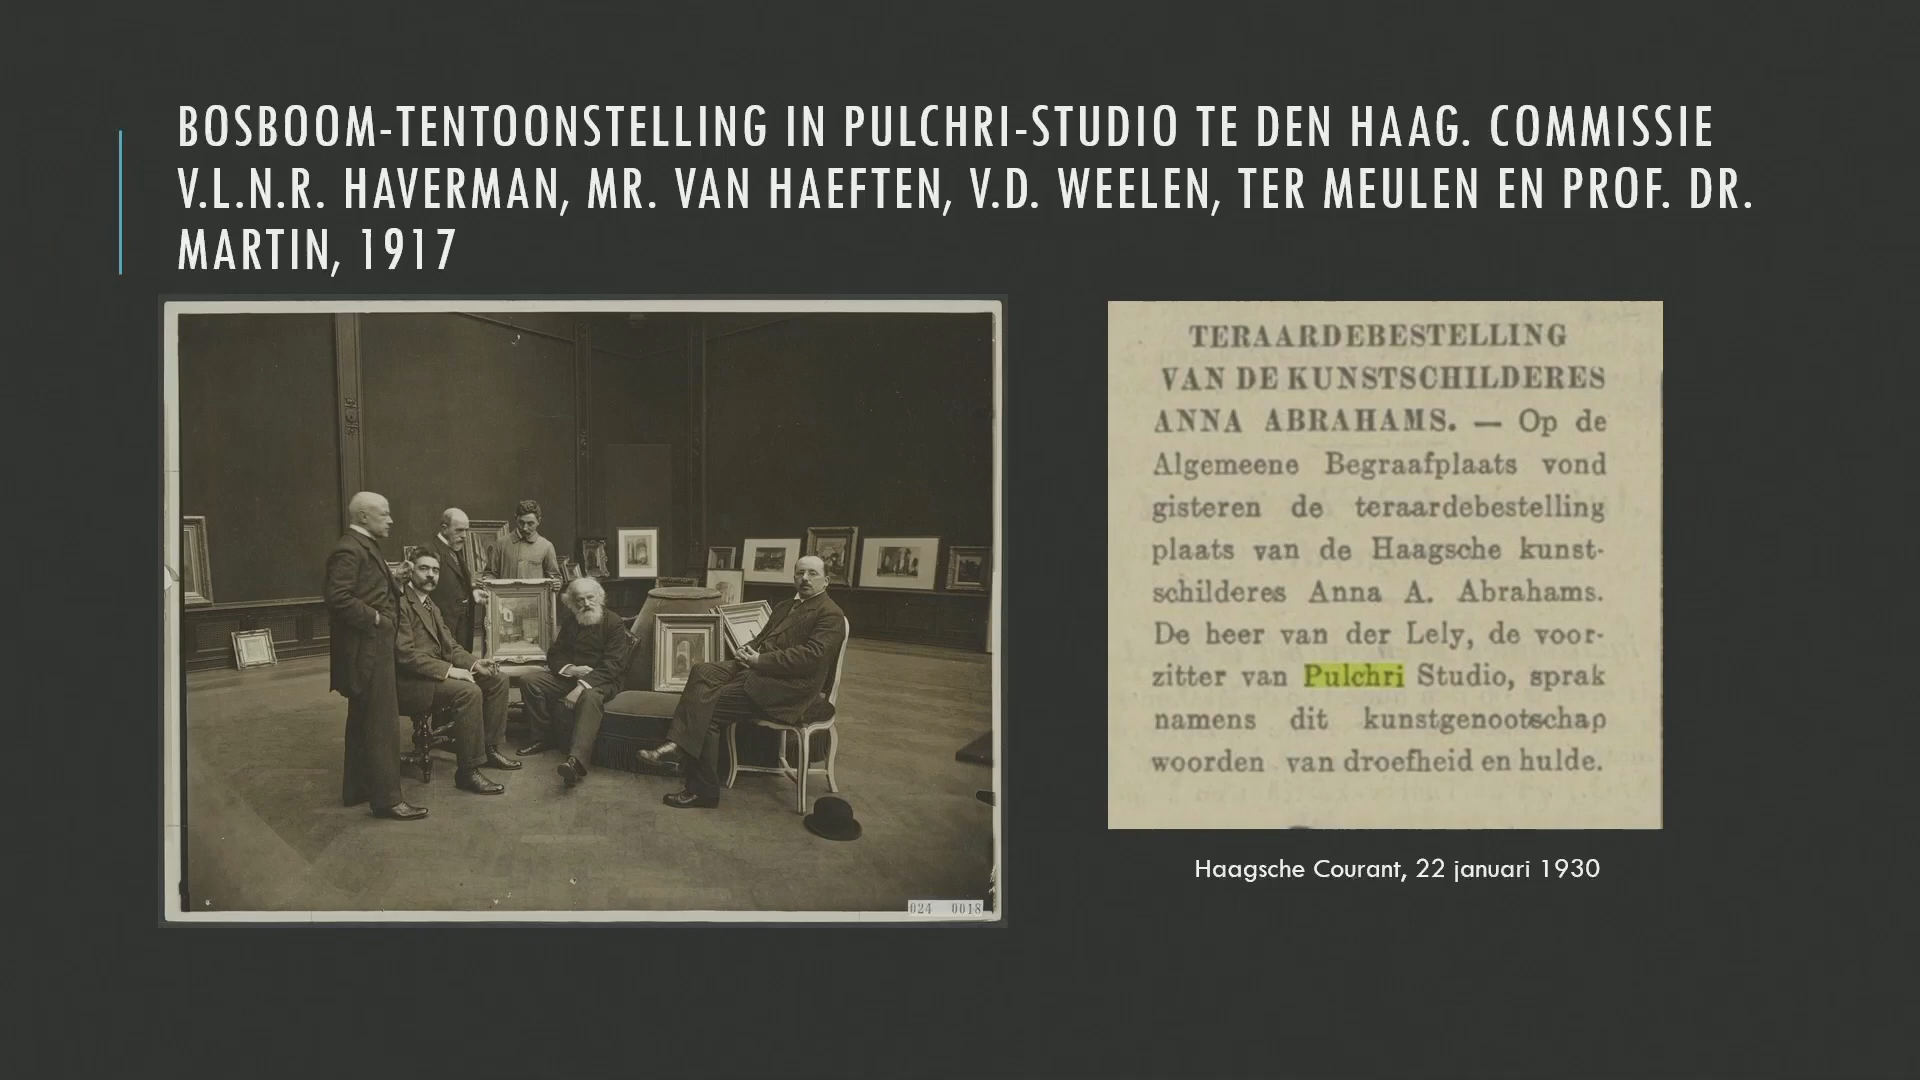 BOSBOOM-TENTOONSTELLING IN PULCHRI-STUDIO TE DEN HAAG. COMMISSIE
V.L.N.R. HAVERMAN, MR. VAN HAEFTEN, V.D. WEELEN, TER MEULEN EN PROF. DR.
MARTIN, 1917
TERAARDEBESTELLING
VAN DE KUNSTSCHILDERES
ANNA ABRAHAMS. — Op de
Algemeene Begraafplaats vond
gisteren de teraardebestelling
plaats van de Haagsche kunst-
schilderes Anna A. Abrahams.
De heer van der Lely, de voor-
zitter van Pulchri Studio, sprak
namens dit kunstgenootschap
woorden van droefheid en hulde.
Haagsche Courant, 22 januari 1930
024 0018